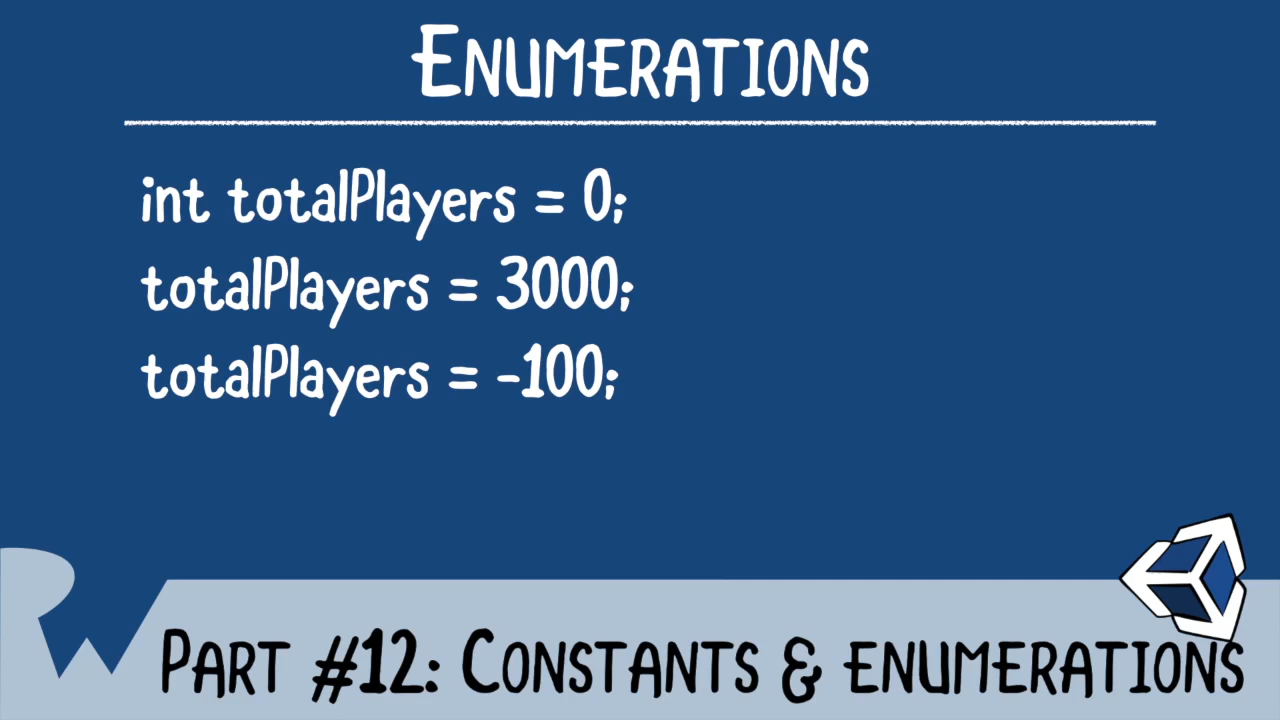 ENUMERATIONS
int totalPlayers = 0;
totalPlayers = 3000;
totalPlayers = -100;
PART #12: CONSTANTS & ENUMERATIONS